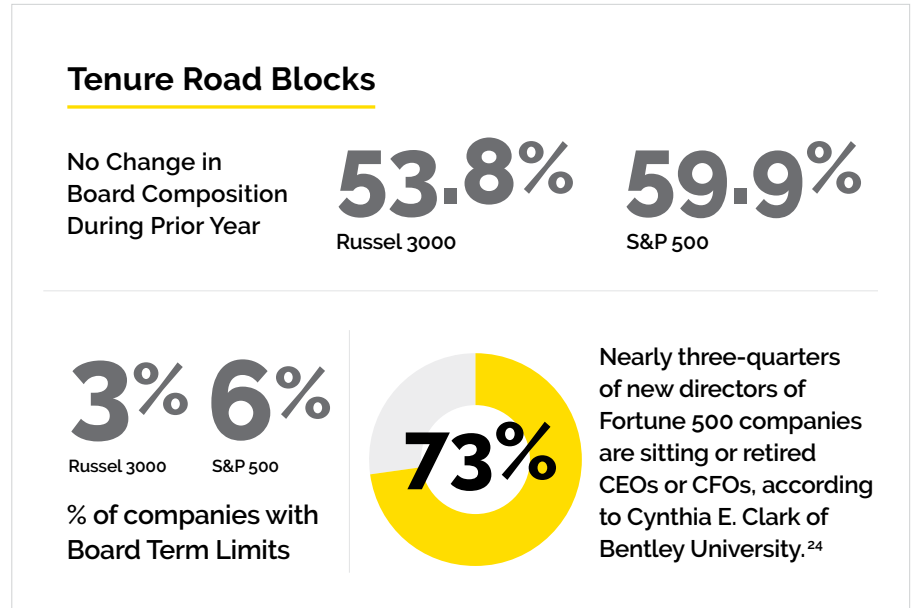 Tenure Road Blocks
No Change in
Board Composition
During Prior Year
53.8%
Russel 3000
59.9%
S&P 500
3%
Russel 3000
6%
S&P 500
% of companies with
Board Term Limits
73%
Nearly three-quarters
of new directors of
Fortune 500 companies
are sitting or retired
CEOs or CFOs, according
to Cynthia E. Clark of
Bentley University.²⁴